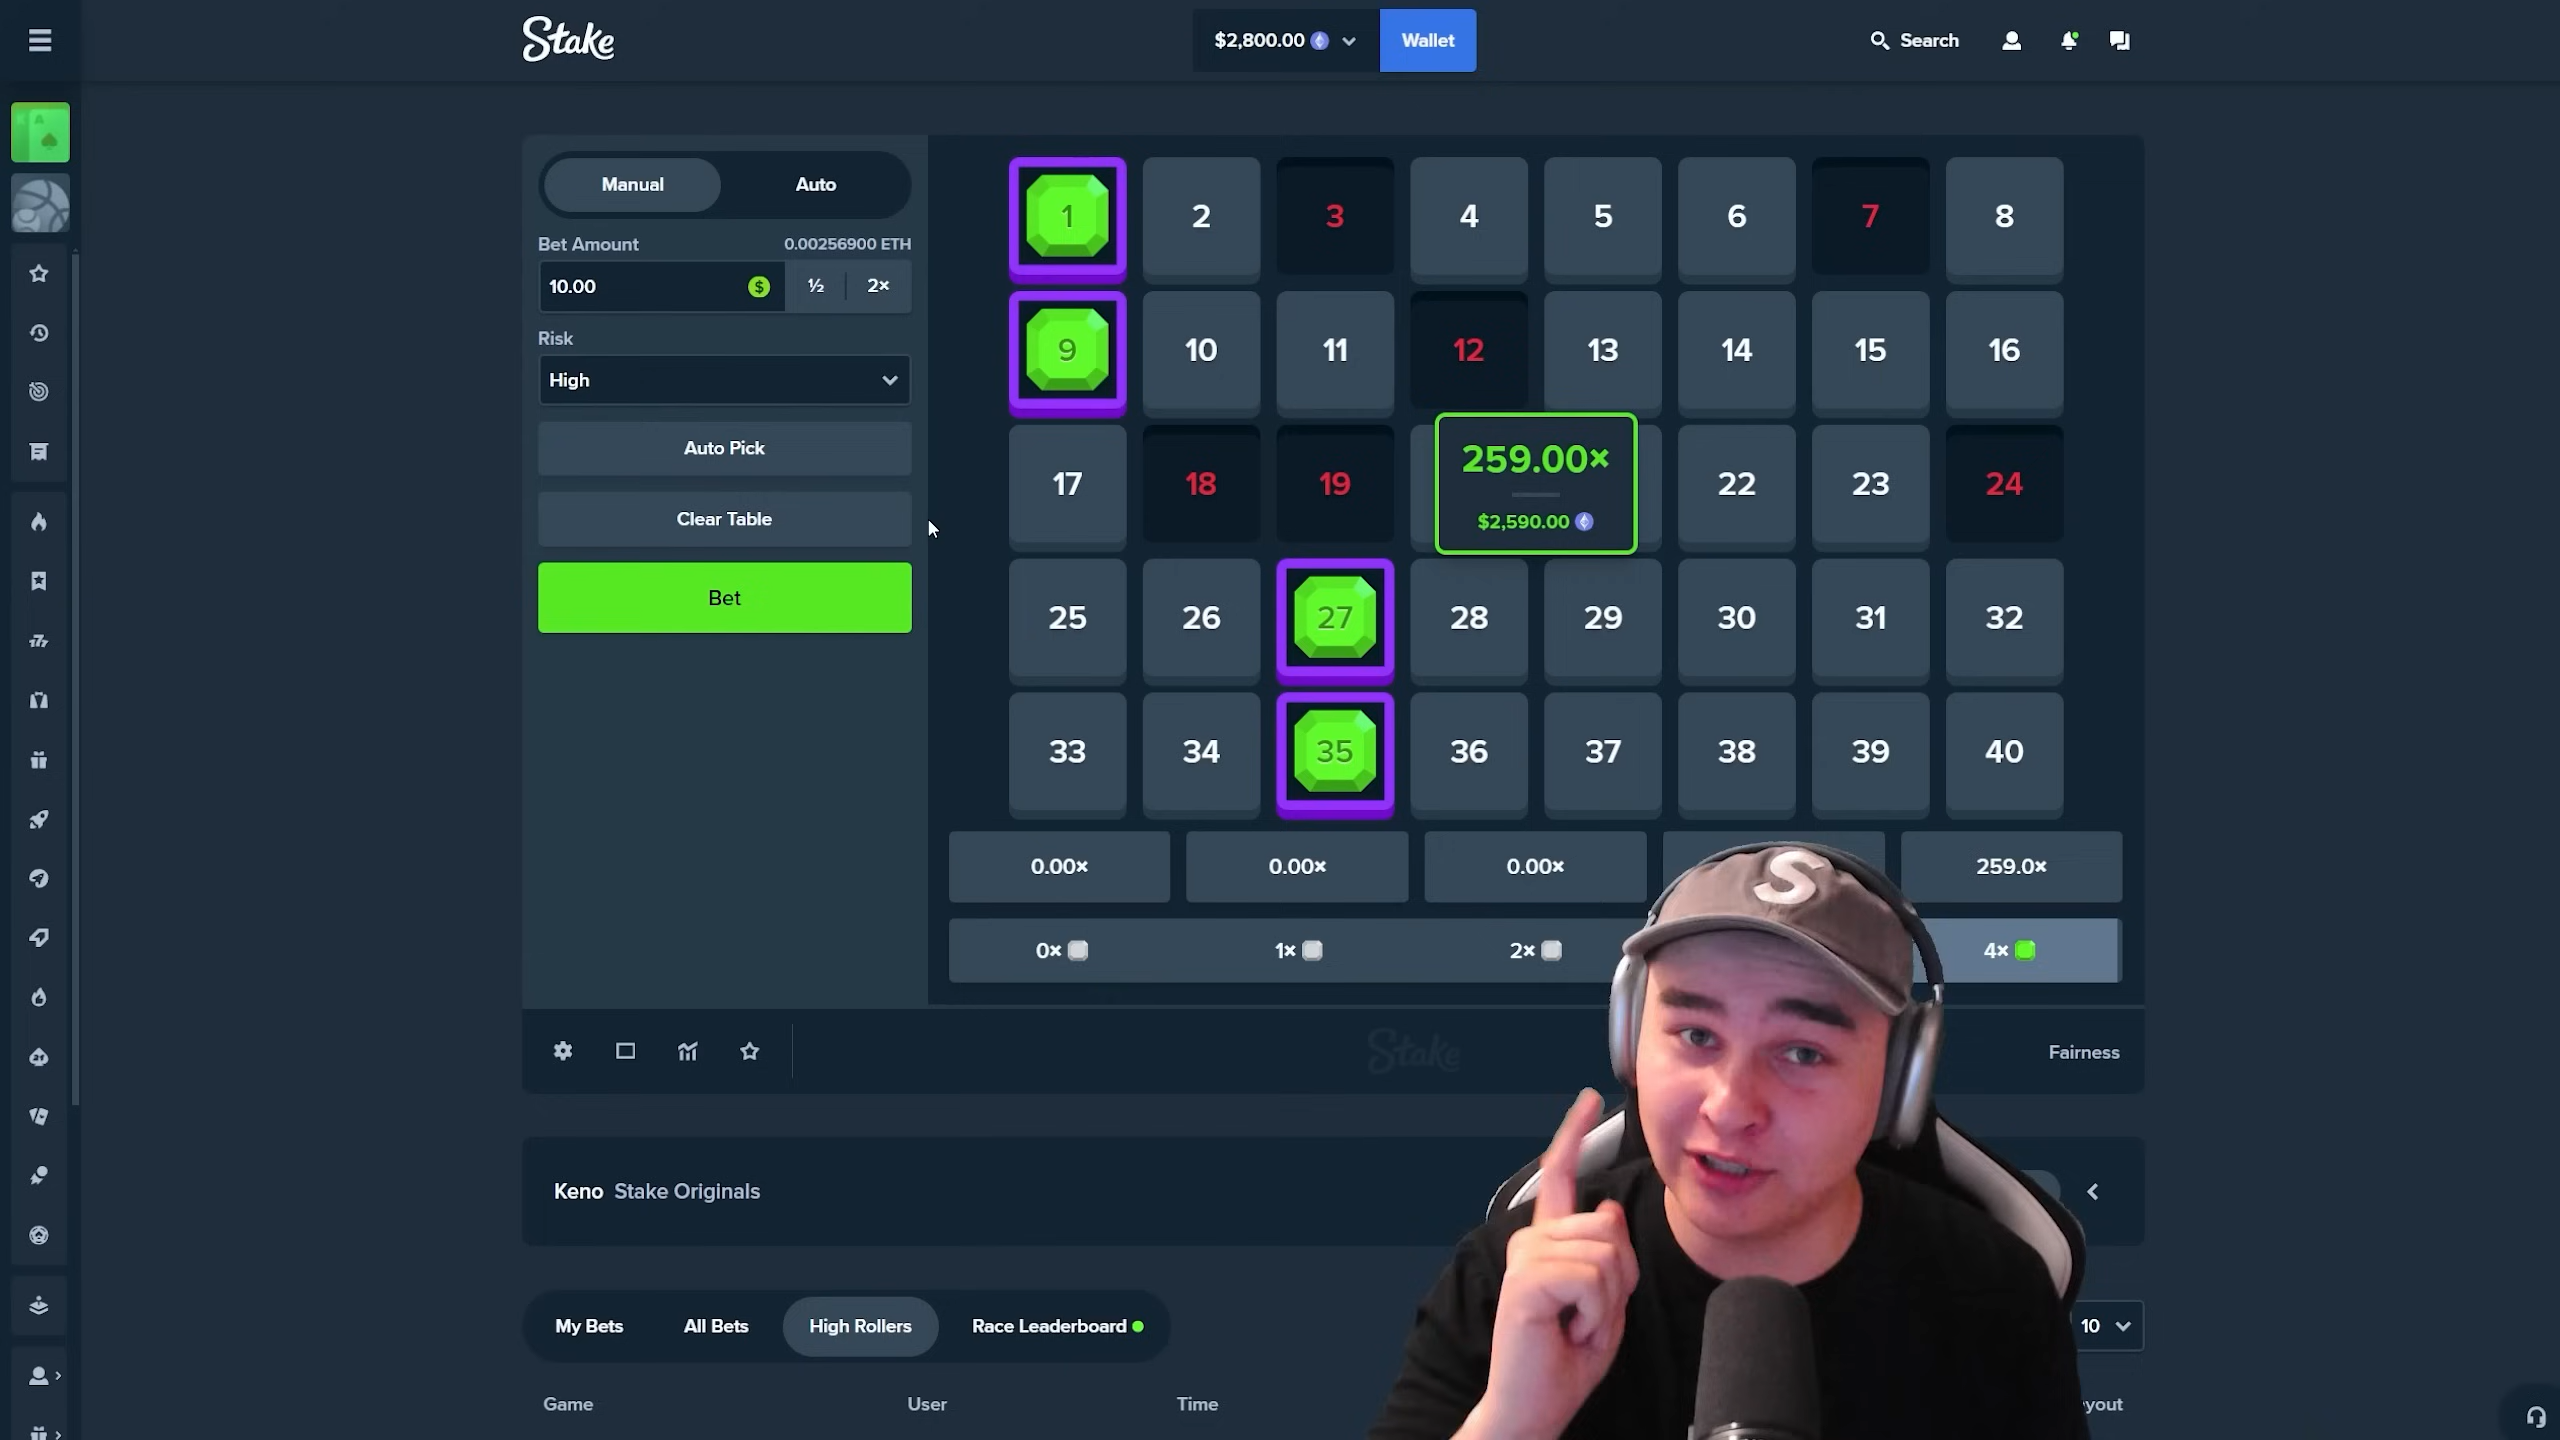 Stake
$2,800.00
Wallet
Search
Manual
Auto
Bet Amount
0.00256900 ETH
10.00
$
½
2×
Risk
High
Auto Pick
Clear Table
Bet
1
2
3
4
5
6
7
8
9
10
11
12
13
14
15
16
17
18
19
259.00×
$2,590.00
22
23
24
25
26
27
28
29
30
31
32
33
34
35
36
37
38
39
40
0.00×
0.00×
0.00×
259.0×
0×
1×
2×
4×
S
Stake
Fairness
Keno Stake Originals
My Bets
All Bets
High Rollers
Race Leaderboard
10
Game
User
Time